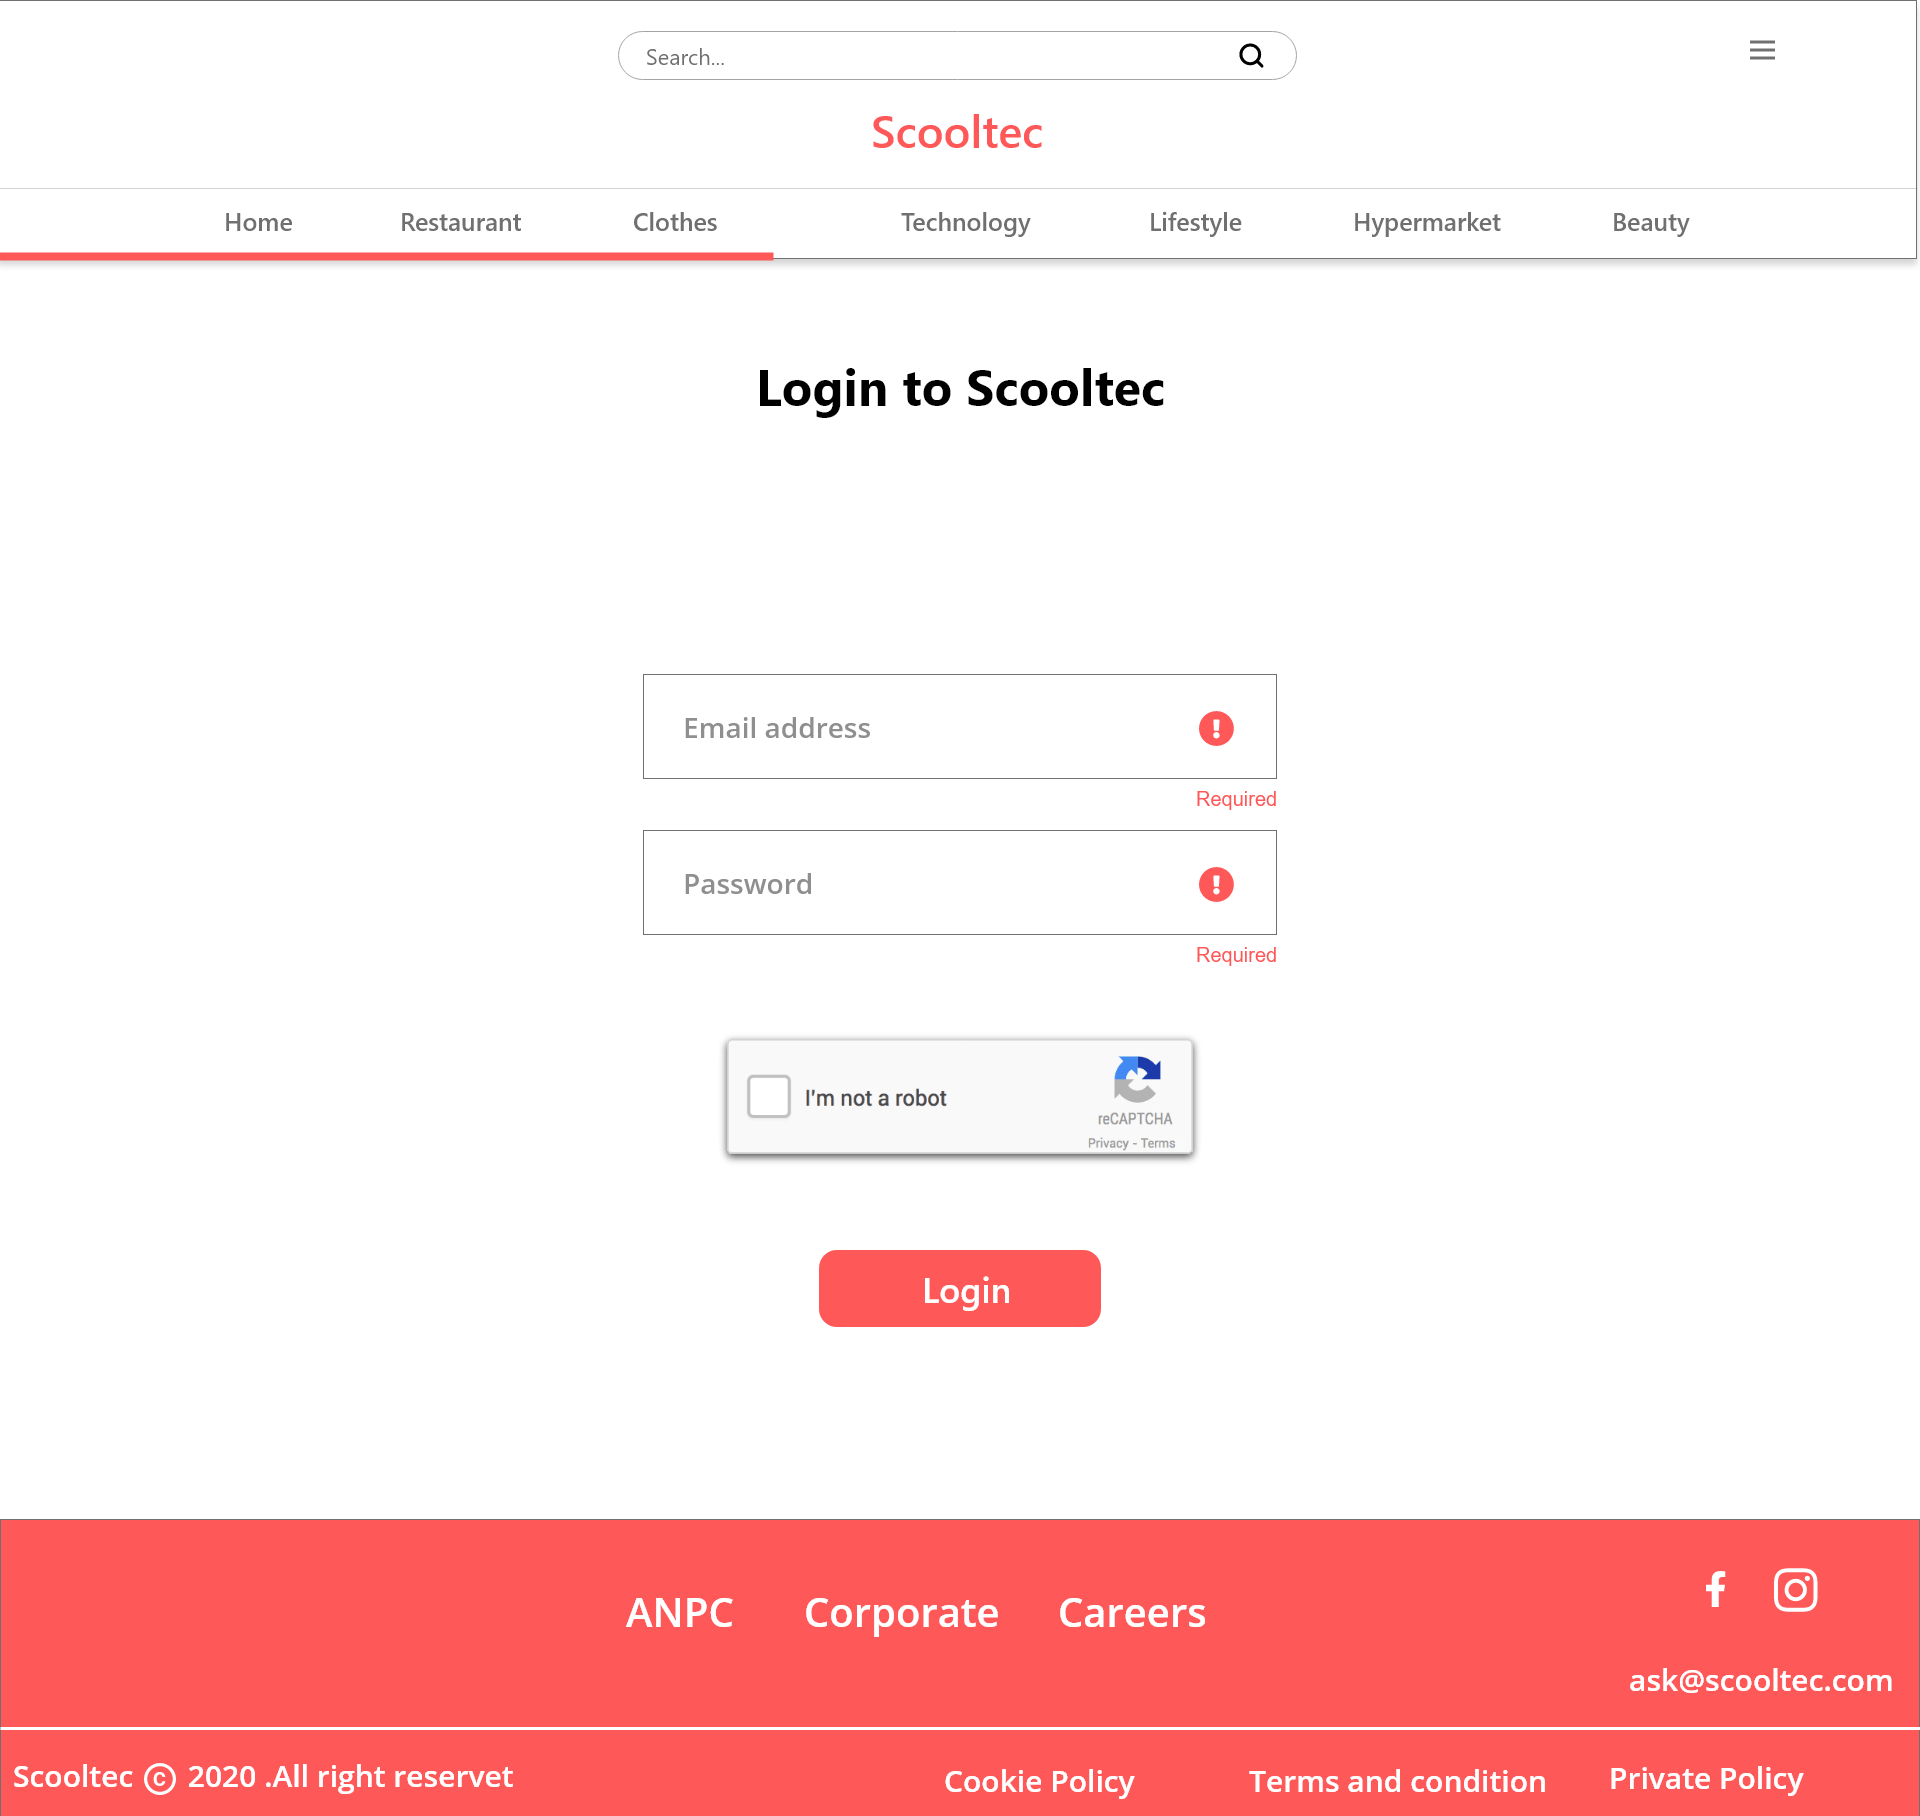 Search...
Scooltec
Home Restaurant Clothes Technology Lifestyle Hypermarket Beauty
Login to Scooltec
Email address
Required
Password
Required
I'm not a robot
reCAPTCHA
Privacy - Terms
Login
ANPC Corporate Careers
ask@scooltec.com
Scooltec © 2020 .All right reservet
Cookie Policy Terms and condition Private Policy